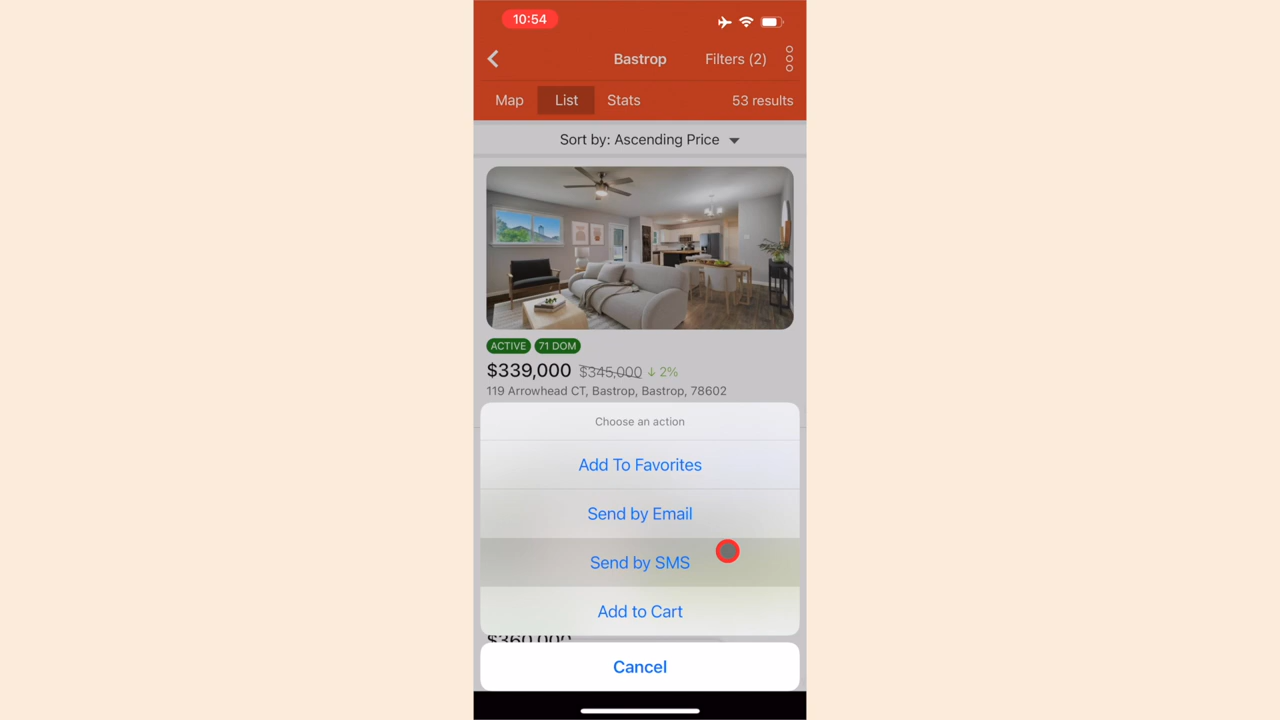 10:54
Bastrop
Filters (2)
Map
List
Stats
53 results
Sort by: Ascending Price
ACTIVE
71 DOM
$339,000 $345,000 ↓ 2%
119 Arrowhead CT, Bastrop, Bastrop, 78602
Choose an action
Add To Favorites
Send by Email
Send by SMS
Add to Cart
$360,000
Cancel